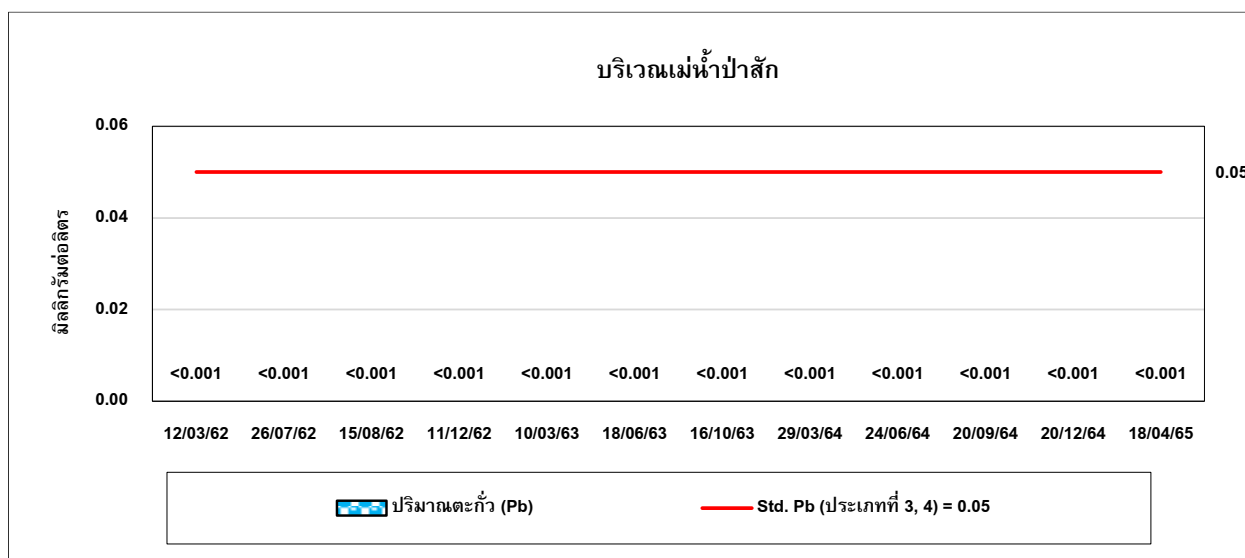 บริเวณแม่น้ำป่าสัก
0.06
0.05
0.04
มิลลิกรัมต่อลิตร
0.02
<0.001 <0.001 <0.001 <0.001 <0.001 <0.001 <0.001 <0.001 <0.001 <0.001 <0.001 <0.001
0.00
12/03/62 26/07/62 15/08/62 11/12/62 10/03/63 18/06/63 16/10/63 29/03/64 24/06/64 20/09/64 20/12/64 18/04/65
ปริมาณตะกั่ว (Pb) Std. Pb (ประเภทที่ 3, 4) = 0.05